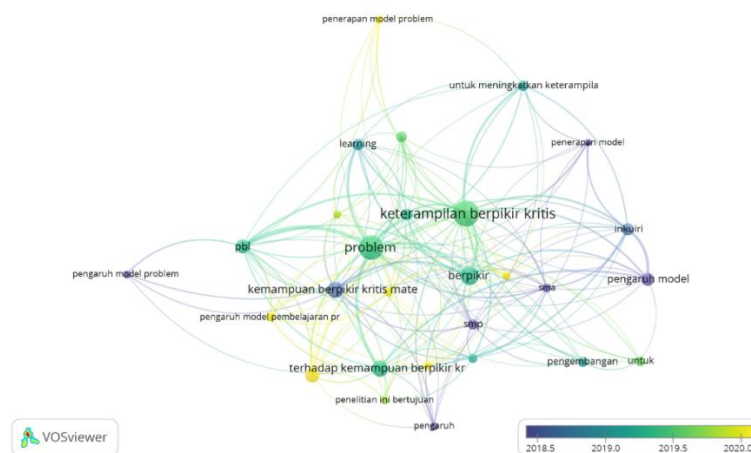 penerapan model problem
untuk meningkatkan keterampila
learning
penerapan model
keterampilan berpikir kritis
inkuiri
pbl
problem
pengaruh model problem
berpikir
pengaruh model
sma
kemampuan berpikir kritis mate
pengaruh model pembelajaran pr
smp
terhadap kemampuan berpikir kr
pengembangan
untuk
penelitian ini bertujuan
pengaruh
VOSviewer
2018.5 2019.0 2019.5 2020.0